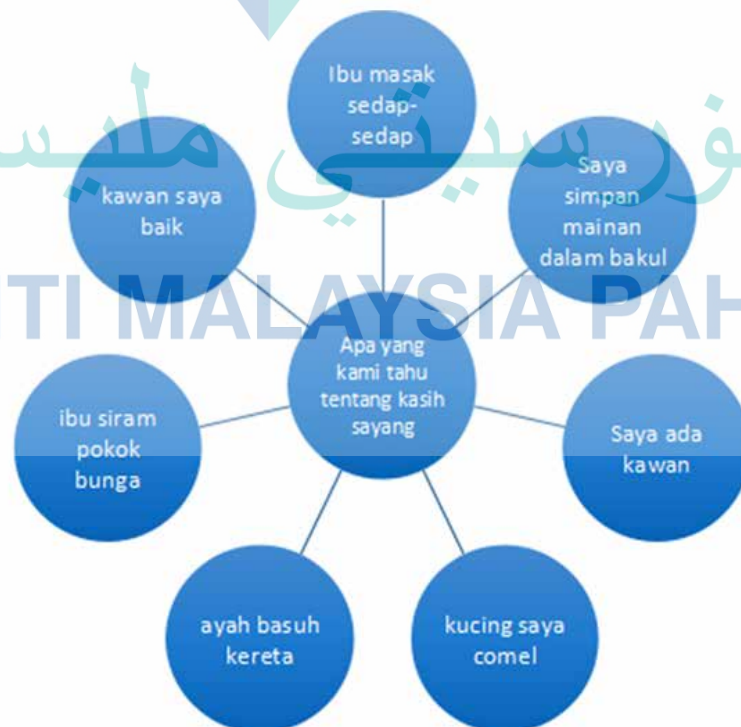 Ibu masak
sedap-
sedap
Saya
simpan
mainan
dalam bakul
Saya ada
kawan
kucing saya
comel
ayah basuh
kereta
ibu siram
pokok
bunga
kawan saya
baik
Apa yang
kami tahu
tentang kasih
sayang
MALAYSIA